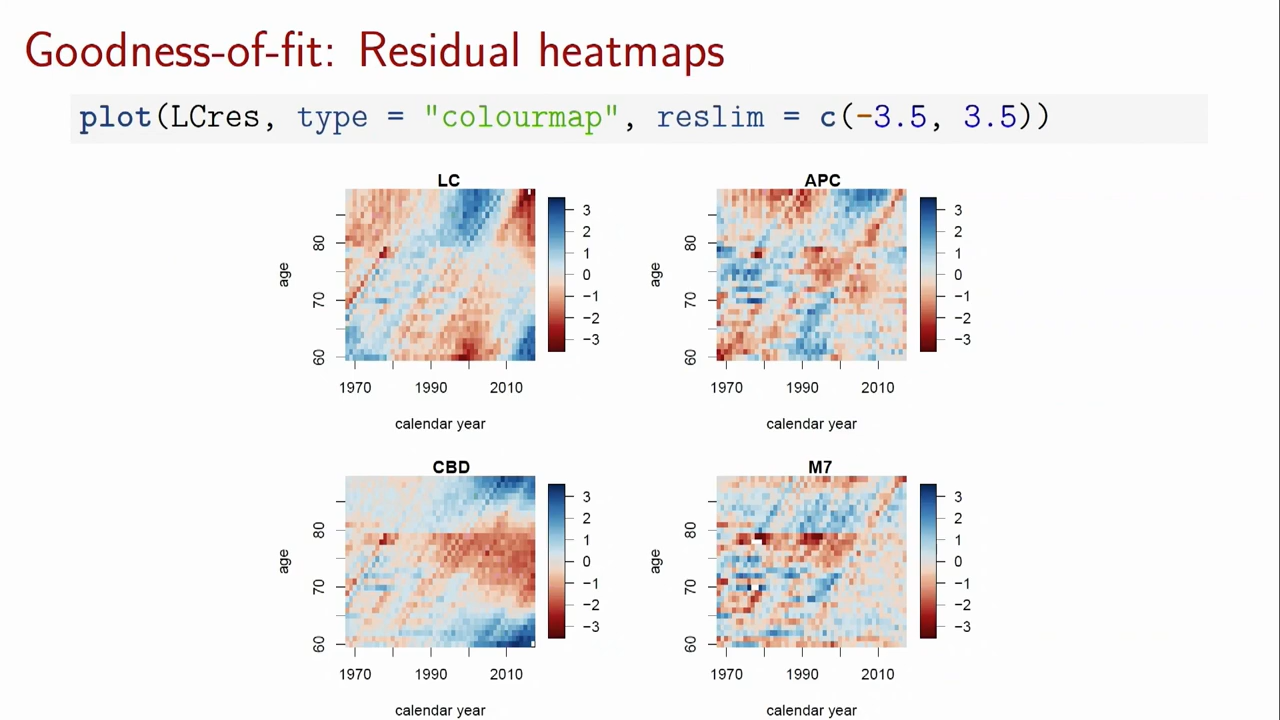 Goodness-of-fit: Residual heatmaps
plot(LCres, type = "colourmap", reslim = c(-3.5, 3.5))
LC
age
80
70
60
1970 1990 2010
calendar year
3
2
1
0
−1
−2
−3
APC
age
80
70
60
1970 1990 2010
calendar year
3
2
1
0
−1
−2
−3
CBD
age
80
70
60
1970 1990 2010
calendar year
3
2
1
0
−1
−2
−3
M7
age
80
70
60
1970 1990 2010
calendar year
3
2
1
0
−1
−2
−3